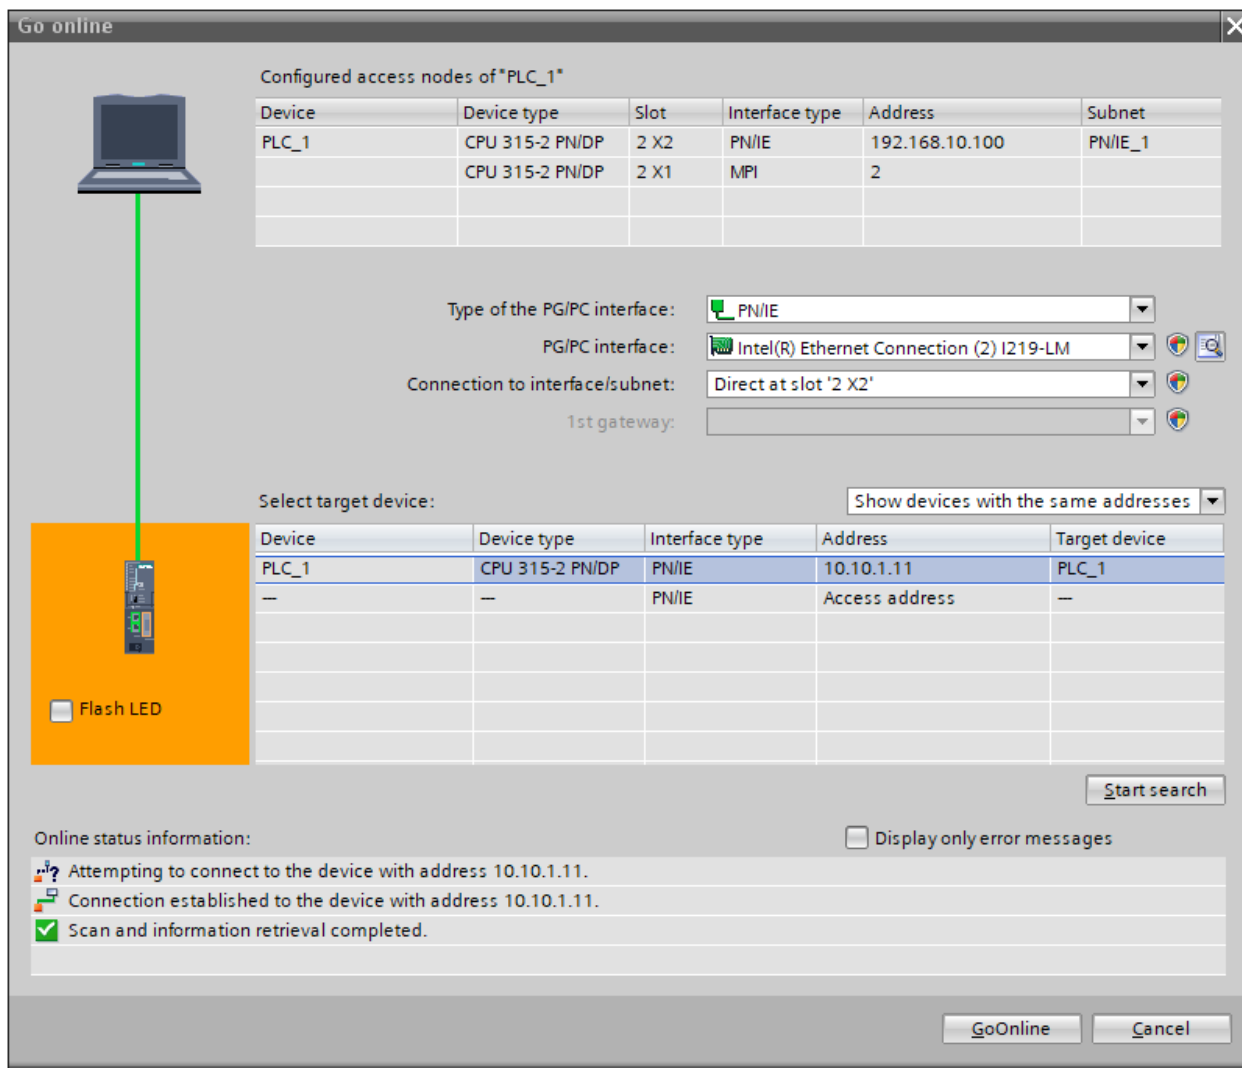 Go online
Configured access nodes of "PLC_1"
Device Device type Slot Interface type Address Subnet
PLC_1 CPU 315-2 PN/DP 2 X2 PN/IE 192.168.10.100 PN/IE_1
CPU 315-2 PN/DP 2 X1 MPI 2
Type of the PG/PC interface: PN/IE
PG/PC interface: Intel(R) Ethernet Connection (2) I219-LM
Connection to interface/subnet: Direct at slot '2 X2'
1st gateway:
Select target device: Show devices with the same addresses
Device Device type Interface type Address Target device
PLC_1 CPU 315-2 PN/DP PN/IE 10.10.1.11 PLC_1
— — PN/IE Access address —
Flash LED
Start search
Online status information: Display only error messages
Attempting to connect to the device with address 10.10.1.11.
Connection established to the device with address 10.10.1.11.
Scan and information retrieval completed.
GoOnline Cancel